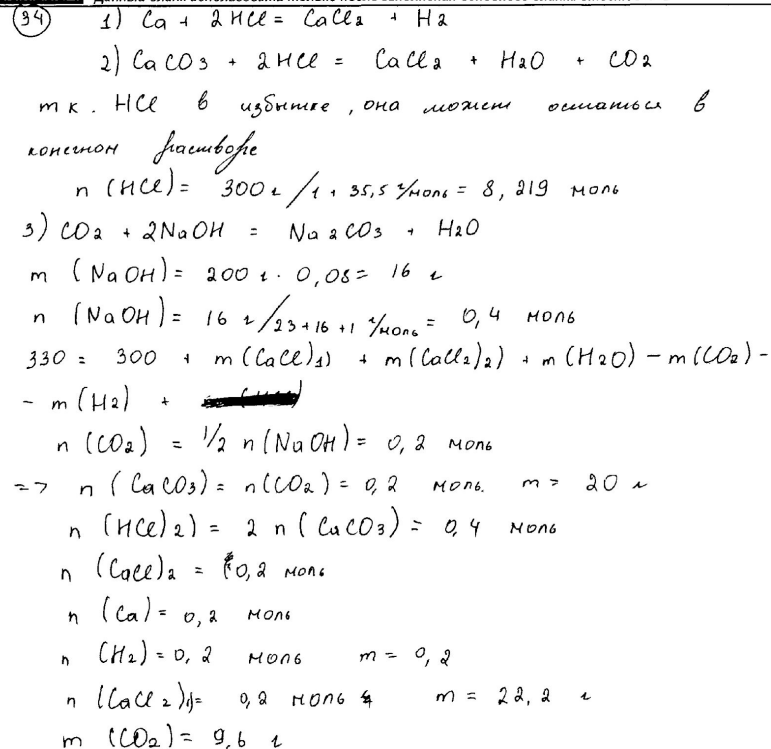 34 1) Ca + 2HCl = CaCl2 + H2
2) CaCO3 + 2HCl = CaCl2 + H2O + CO2
т к. HCl в избытке, она может остаться в
конечном растворе
n (HCl) = 300 г / 1 + 35,5 г/моль = 8,219 моль
3) CO2 + 2NaOH = Na2CO3 + H2O
m (NaOH) = 200 г · 0,08 = 16 г
n (NaOH) = 16 г / 23+16+1 г/моль = 0,4 моль
330 = 300 + m(CaCl)1) + m(CaCl2)2) + m(H2O) − m(CO2) −
− m(H2) +
n (CO2) = 1/2 n(NaOH) = 0,2 моль
=> n (CaCO3) = n(CO2) = 0,2 моль. m = 20 г
n (HCl)2) = 2 n (CaCO3) = 0,4 моль
n (CaCl)2 = 0,2 моль
n (Ca) = 0,2 моль
n (H2) = 0,2 моль m = 0,2
n (CaCl2)1) = 0,2 моль m = 22,2 г
m (CO2) = 9,6 г